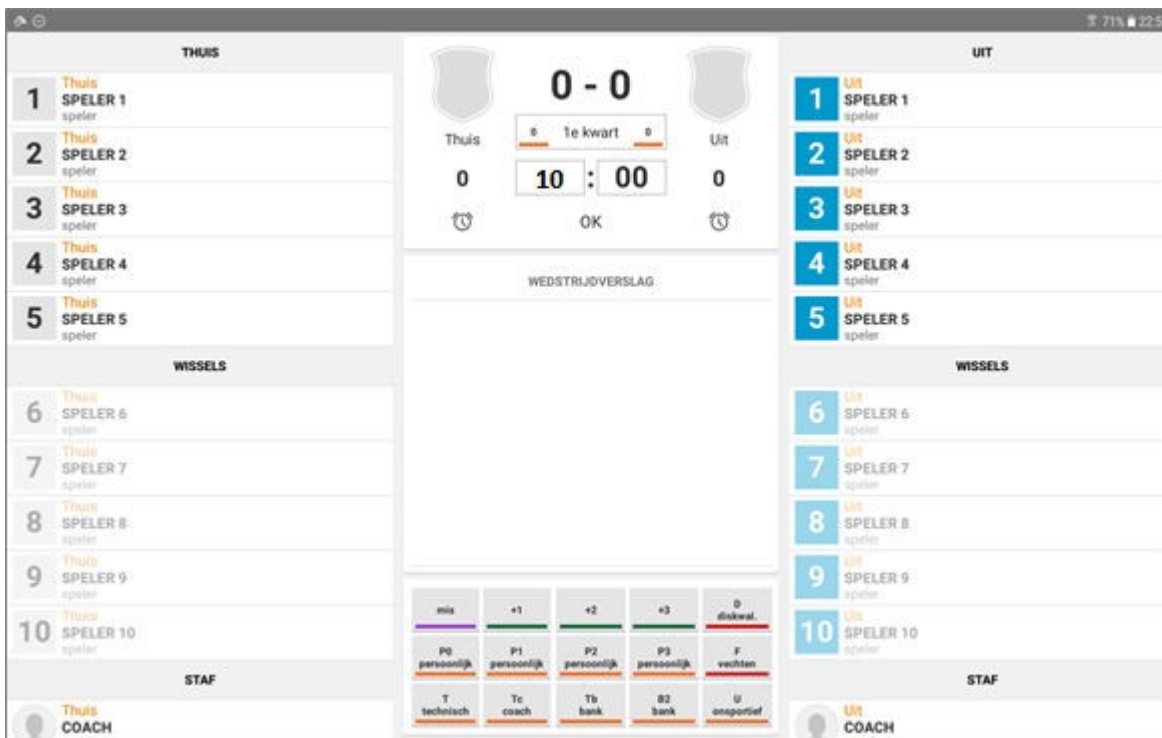 71% 22:5
THUIS
1
Thuis
SPELER 1
speler
2
Thuis
SPELER 2
speler
3
Thuis
SPELER 3
speler
4
Thuis
SPELER 4
speler
5
Thuis
SPELER 5
speler
WISSELS
6
Thuis
SPELER 6
speler
7
Thuis
SPELER 7
speler
8
Thuis
SPELER 8
speler
9
Thuis
SPELER 9
speler
10
Thuis
SPELER 10
speler
STAF
Thuis
COACH
0 - 0
Thuis
0 1e kwart 0
Uit
0 10 : 00 0
OK
WEDSTRIJDVERSLAG
mis +1 +2 +3 D
diskwal.
P0 P1 P2 P3 F
persoonlijk persoonlijk persoonlijk persoonlijk vechten
T Tc Tb B2 U
technisch coach bank bank onsportief
UIT
1
Uit
SPELER 1
speler
2
Uit
SPELER 2
speler
3
Uit
SPELER 3
speler
4
Uit
SPELER 4
speler
5
Uit
SPELER 5
speler
WISSELS
6
Uit
SPELER 6
speler
7
Uit
SPELER 7
speler
8
Uit
SPELER 8
speler
9
Uit
SPELER 9
speler
10
Uit
SPELER 10
speler
STAF
Uit
COACH